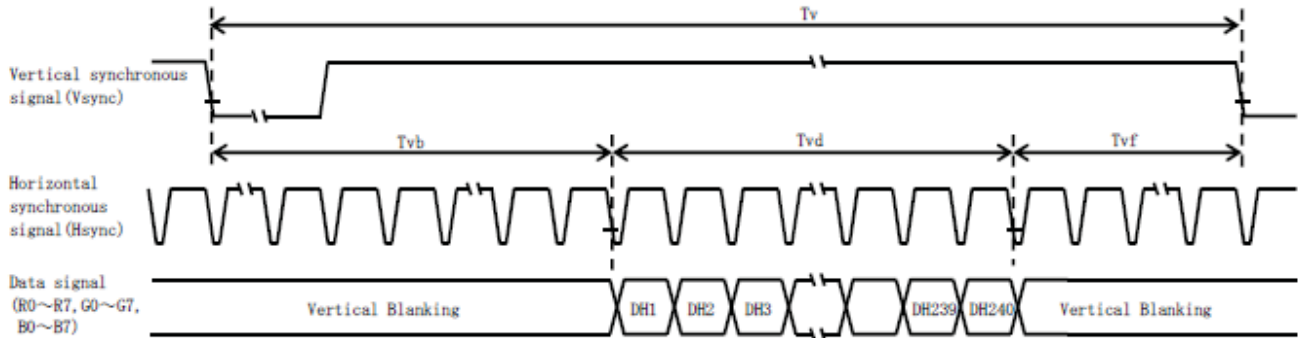 Tv
Vertical synchronous
signal(Vsync)
Tvb
Tvd
Tvf
Horizontal
synchronous
signal(Hsync)
Data signal
(R0～R7,G0～G7,
B0～B7)
Vertical Blanking
DH1
DH2
DH3
DH239
DH240
Vertical Blanking